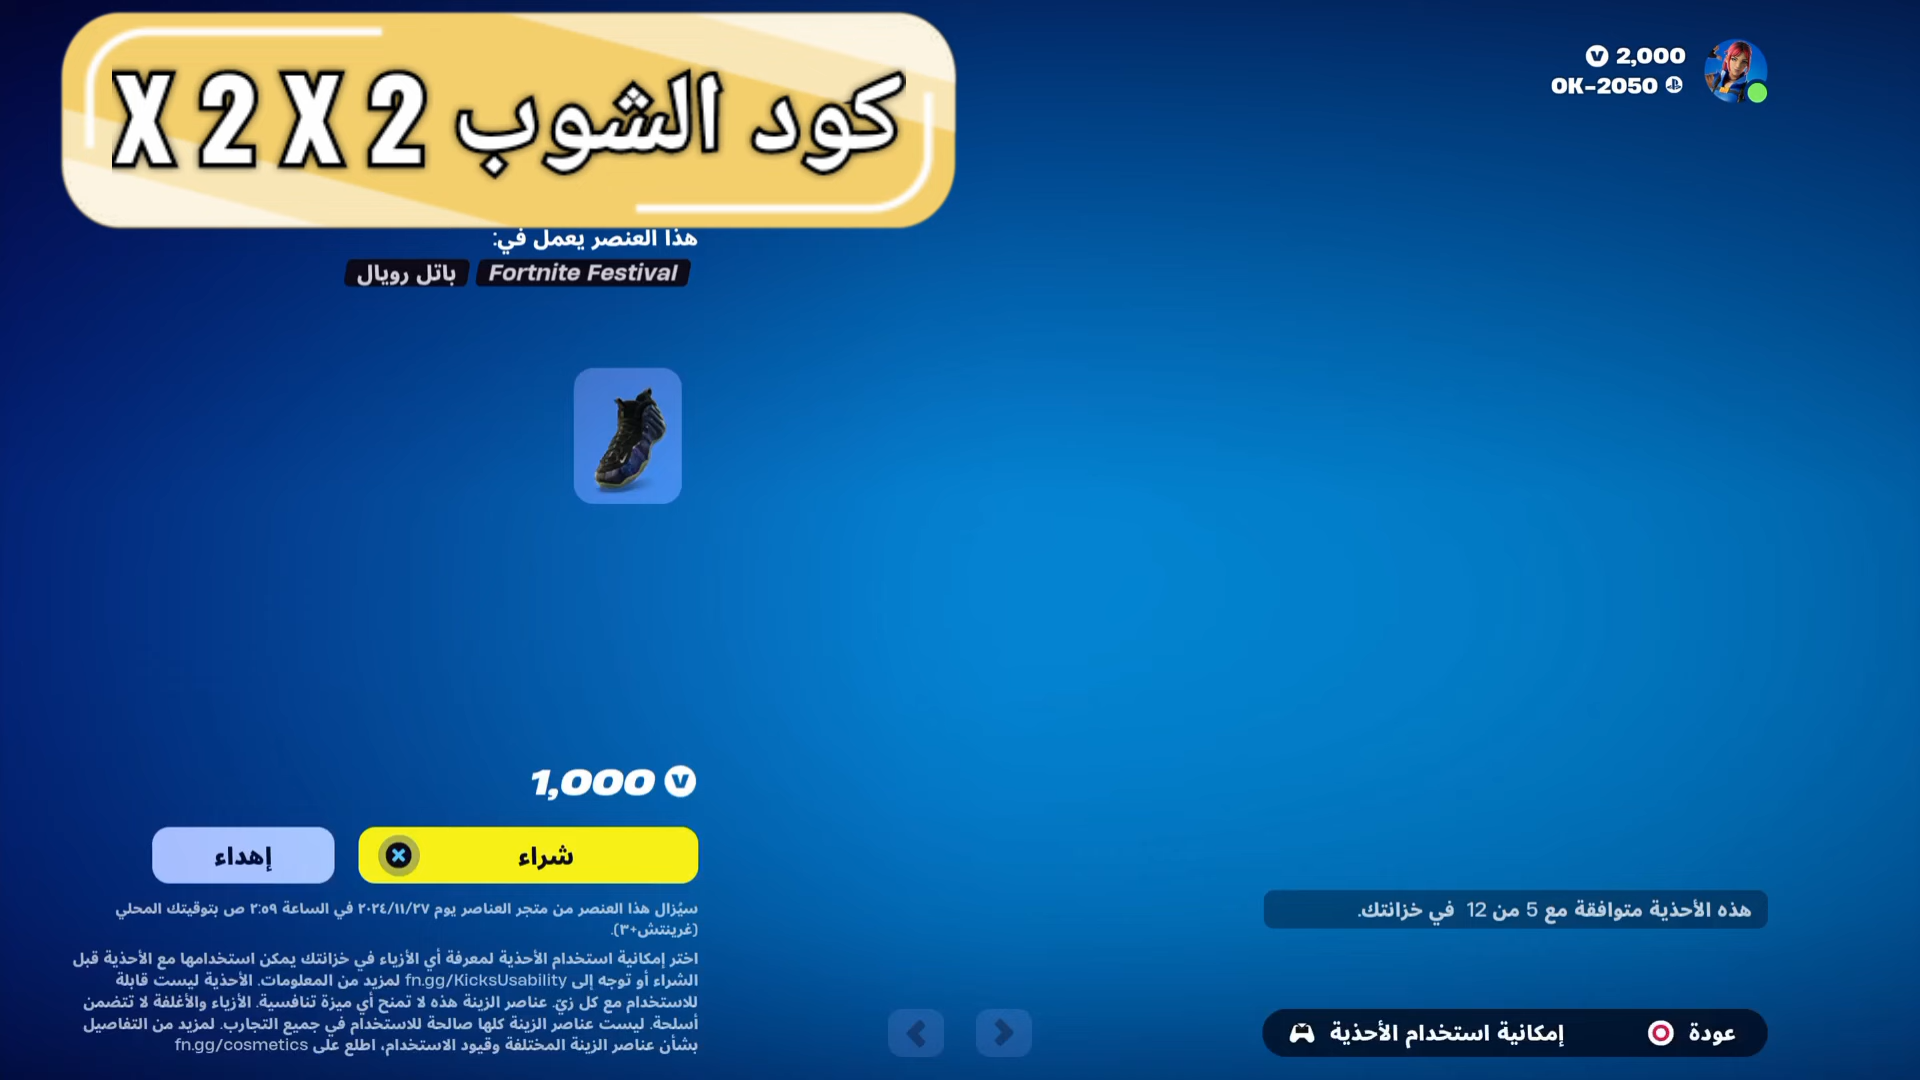 كود الشوب X 2 X 2
2,000
OK-2050
هذا العنصر يعمل في:
Fortnite Festival باتل رويال
1,000
شراء
إهداء
سيُزال هذا العنصر من متجر العناصر يوم ٢٠٢٤/١١/٢٧ في الساعة ٢:٥٩ ص بتوقيتك المحلي
(غرينتش+٣).
اختر إمكانية استخدام الأحذية لمعرفة أي الأزياء في خزانتك يمكن استخدامها مع الأحذية قبل
الشراء أو توجه إلى fn.gg/KicksUsability لمزيد من المعلومات. الأحذية ليست قابلة
للاستخدام مع كل زيّ. عناصر الزينة هذه لا تمنح أي ميزة تنافسية. الأزياء والأغلفة لا تتضمن
أسلحة. ليست عناصر الزينة كلها صالحة للاستخدام في جميع التجارب. لمزيد من التفاصيل
بشأن عناصر الزينة المختلفة وقيود الاستخدام، اطلع على fn.gg/cosmetics
هذه الأحذية متوافقة مع 5 من 12 في خزانتك.
عودة
إمكانية استخدام الأحذية